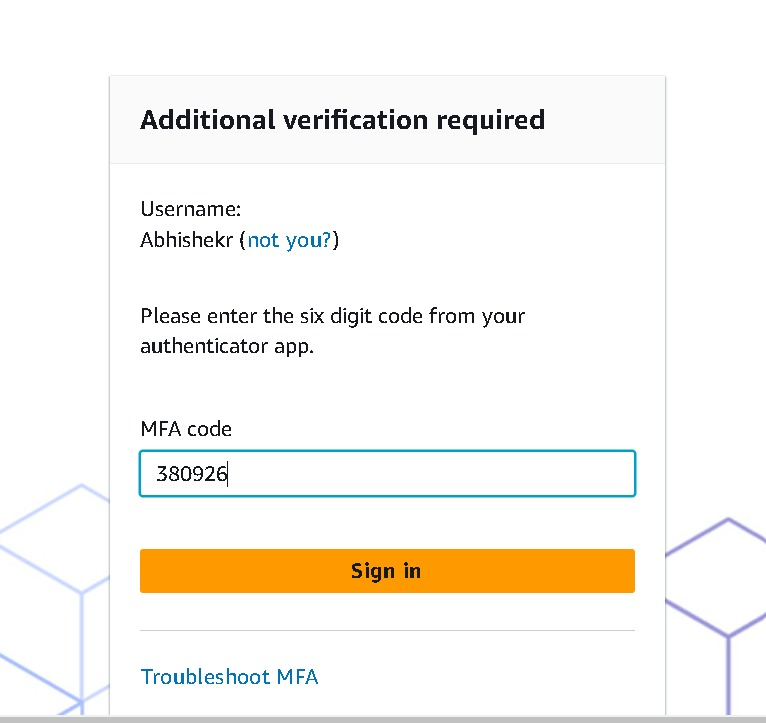 Additional verification required
Username:
Abhishekr (not you?)
Please enter the six digit code from your
authenticator app.
MFA code
380926
Sign in
Troubleshoot MFA